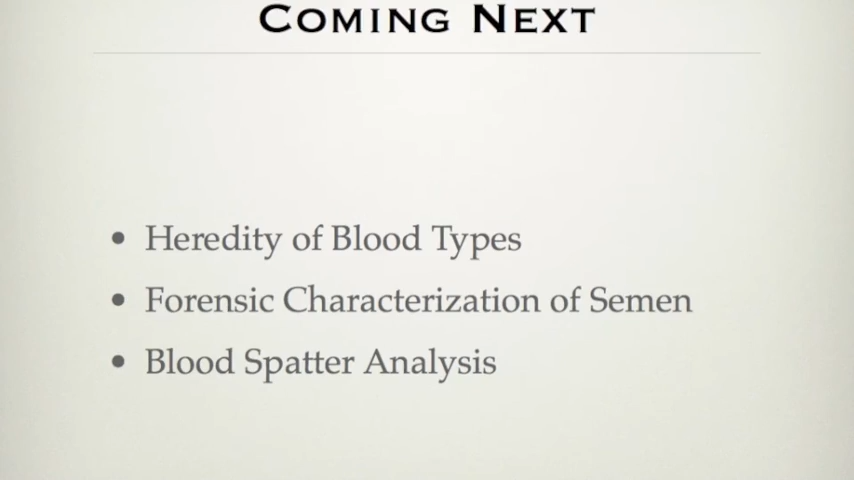 Coming Next
• Heredity of Blood Types
• Forensic Characterization of Semen
• Blood Spatter Analysis